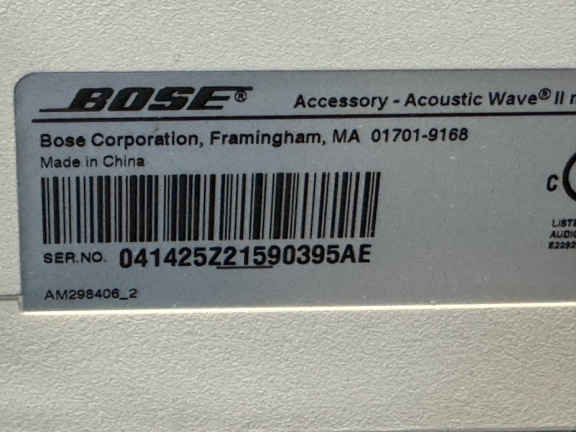 BOSE®
Accessory - Acoustic Wave® II
Bose Corporation, Framingham, MA 01701-9168
Made in China
C
SER.NO. 041425Z21590395AE
AM298406_2